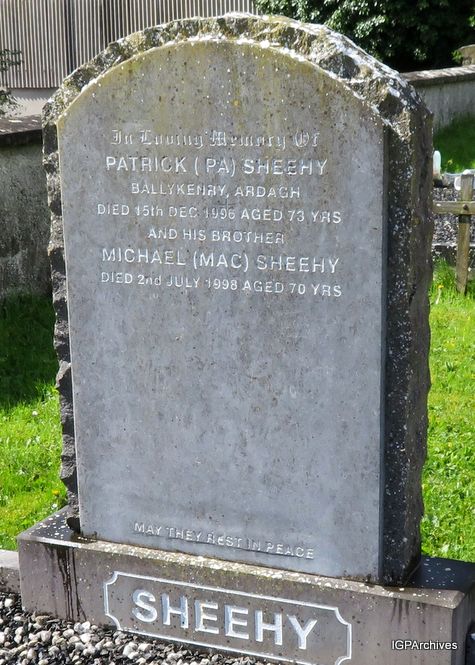 In Loving Memory Of
PATRICK (PA) SHEEHY
BALLYKENRY, ARDAGH
DIED 15th DEC 1996 AGED 73 YRS
AND HIS BROTHER
MICHAEL (MAC) SHEEHY
DIED 2nd JULY 1998 AGED 70 YRS
MAY THEY REST IN PEACE
SHEEHY
IGPArchives